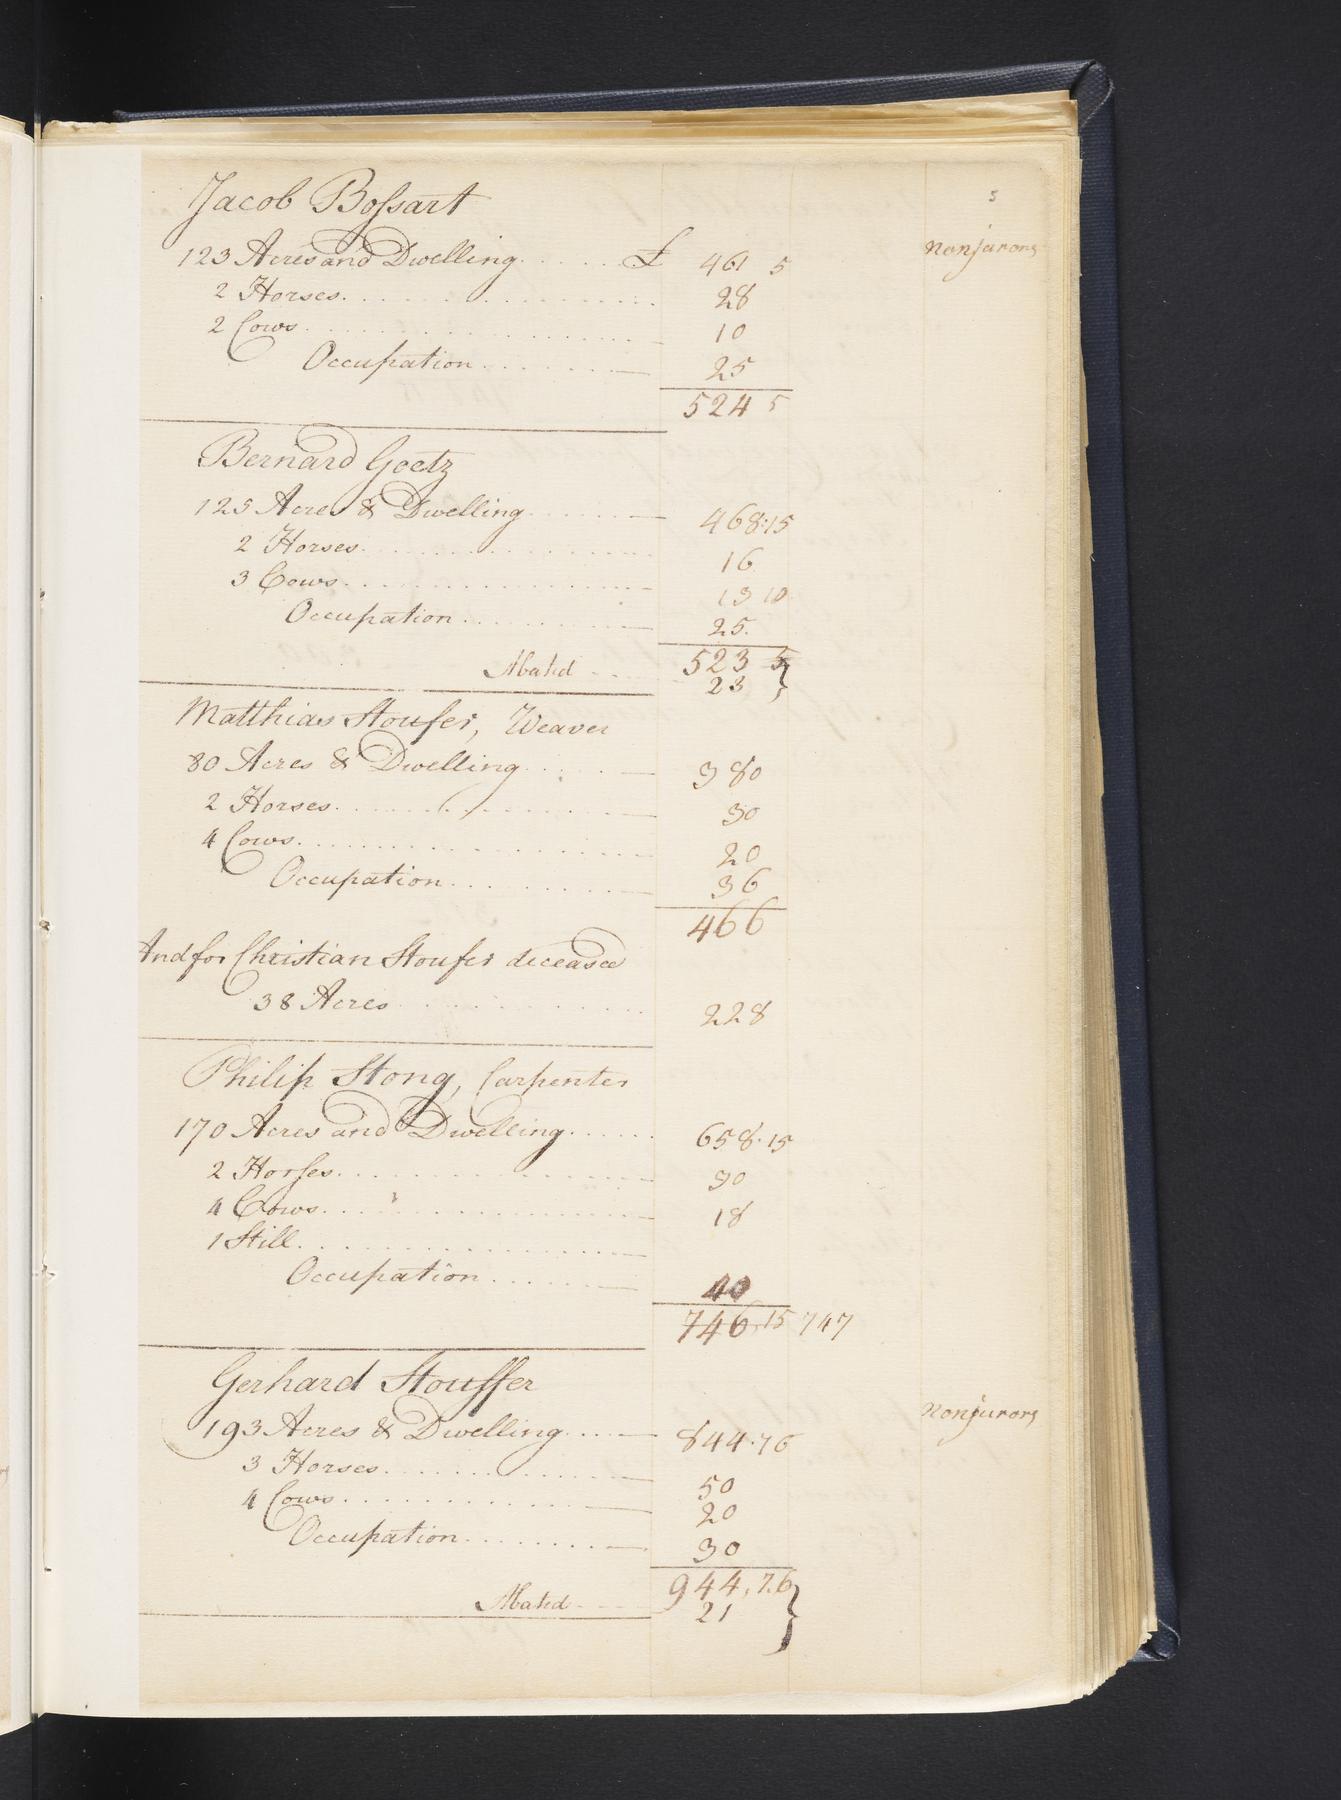 5
Jacob Bossart
nonjurors
123 Acres and Dwelling £ 461 5
2 Horses 28
2 Cows 10
Occupation 25
524 5
Bernard Goetz
125 Acres & Dwelling 468.15
2 Horses 16
3 Cows 13 10
Occupation 25.
523 5
Abated 23
Matthias Stoufer, Weaver
80 Acres & Dwelling 380
2 Horses 30
4 Cows 20
Occupation 36
466
And for Christian Stoufer deceased
38 Acres 228
Philip Stong, Carpenter
170 Acres and Dwelling 658.15
2 Horses 30
4 Cows 18
1 Still
Occupation 40
746.15 747
Gerhard Stouffer
nonjurors
193 Acres & Dwelling 844.7 6
3 Horses 50
4 Cows 20
Occupation 30
944,7.6
Abated 21